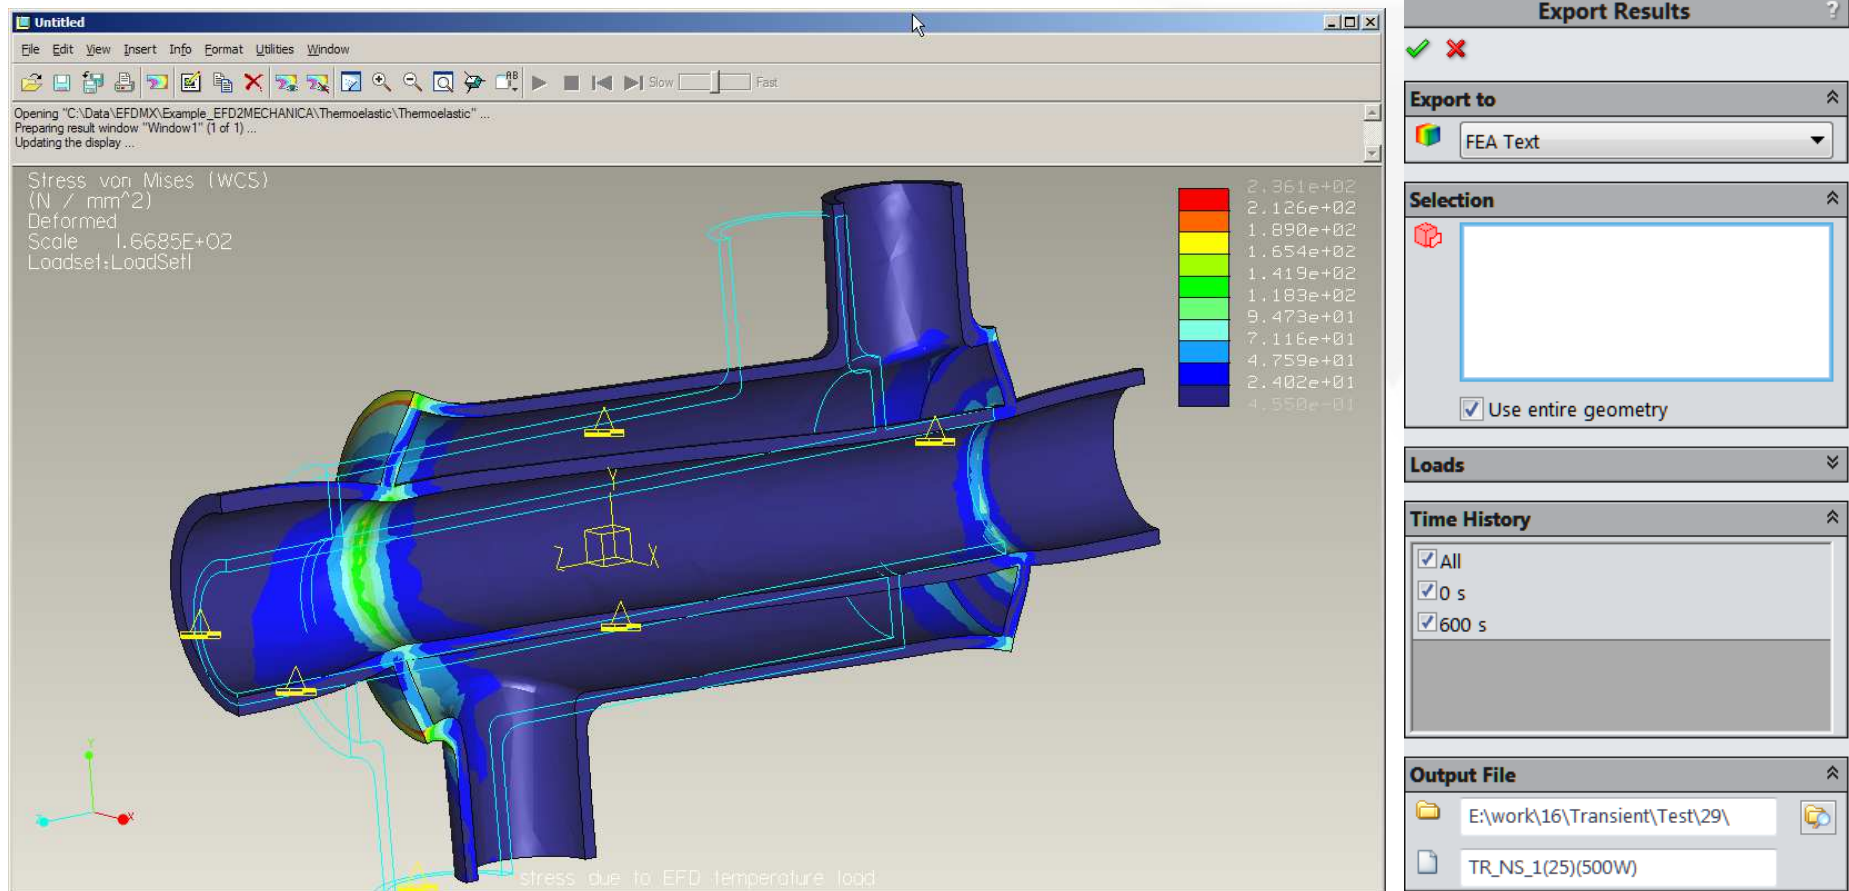 Untitled
File Edit View Insert Info Format Utilities Window
AB
Slow Fast
Opening "C:\Data\EFDMX\Example_EFD2MECHANICA\Thermoelastic\Thermoelastic" ...
Preparing result window "Window1" (1 of 1) ...
Updating the display ...
Stress von Mises (WCS)
(N / mm^2)
Deformed
Scale 1.6685E+02
Loadset:LoadSet1
2.361e+02
2.126e+02
1.890e+02
1.654e+02
1.419e+02
1.183e+02
9.473e+01
7.116e+01
4.759e+01
2.402e+01
4.550e-01
Y
Z X
Y
Z X
stress due to EFD temperature load
Export Results ?
Export to
FEA Text
Selection
Use entire geometry
Loads
Time History
All
0 s
600 s
Output File
E:\work\16\Transient\Test\29\
TR_NS_1(25)(500W)